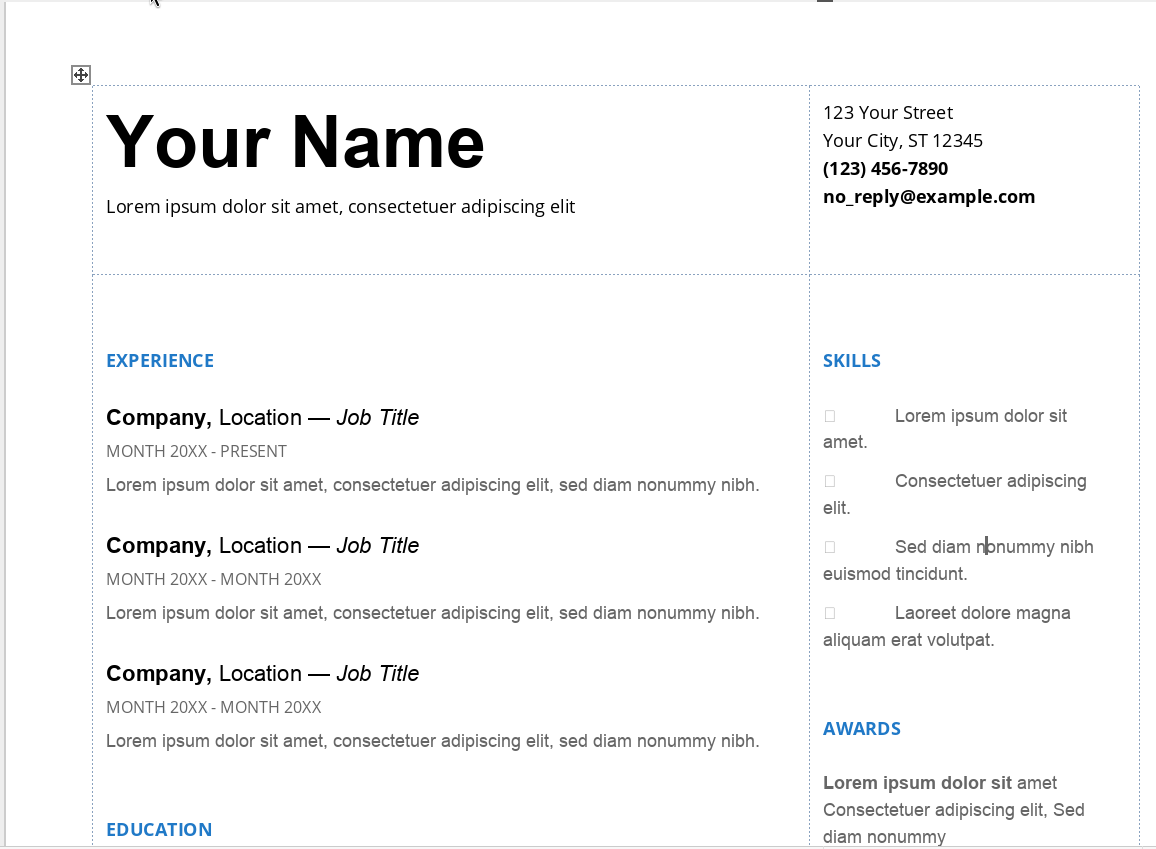 Your Name
Lorem ipsum dolor sit amet, consectetuer adipiscing elit
123 Your Street
Your City, ST 12345
(123) 456-7890
no_reply@example.com
EXPERIENCE
Company, Location — Job Title
MONTH 20XX - PRESENT
Lorem ipsum dolor sit amet, consectetuer adipiscing elit, sed diam nonummy nibh.
Company, Location — Job Title
MONTH 20XX - MONTH 20XX
Lorem ipsum dolor sit amet, consectetuer adipiscing elit, sed diam nonummy nibh.
Company, Location — Job Title
MONTH 20XX - MONTH 20XX
Lorem ipsum dolor sit amet, consectetuer adipiscing elit, sed diam nonummy nibh.
EDUCATION
SKILLS
Lorem ipsum dolor sit
amet.
Consectetuer adipiscing
elit.
Sed diam nonummy nibh
euismod tincidunt.
Laoreet dolore magna
aliquam erat volutpat.
AWARDS
Lorem ipsum dolor sit amet
Consectetuer adipiscing elit, Sed
diam nonummy